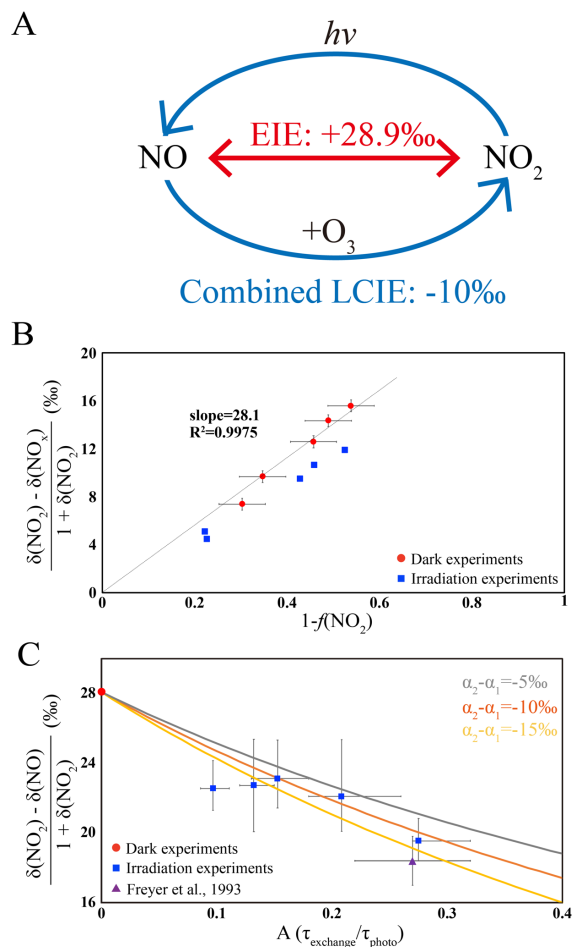 A
hν
EIE: +28.9‰
NO
NO₂
+O₃
Combined LCIE: -10‰
B
20
16
12
8
4
0
δ(NO₂) - δ(NOₓ)
1 + δ(NO₂)
(‰)
slope=28.1
R²=0.9975
Dark experiments
Irradiation experiments
0 0.2 0.4 0.6 0.8 1
1-f(NO₂)
C
28
24
20
16
δ(NO₂) - δ(NO)
1 + δ(NO₂)
(‰)
α₂-α₁=-5‰
α₂-α₁=-10‰
α₂-α₁=-15‰
Dark experiments
Irradiation experiments
Freyer et al., 1993
0 0.1 0.2 0.3 0.4
A (τexchange/τphoto)